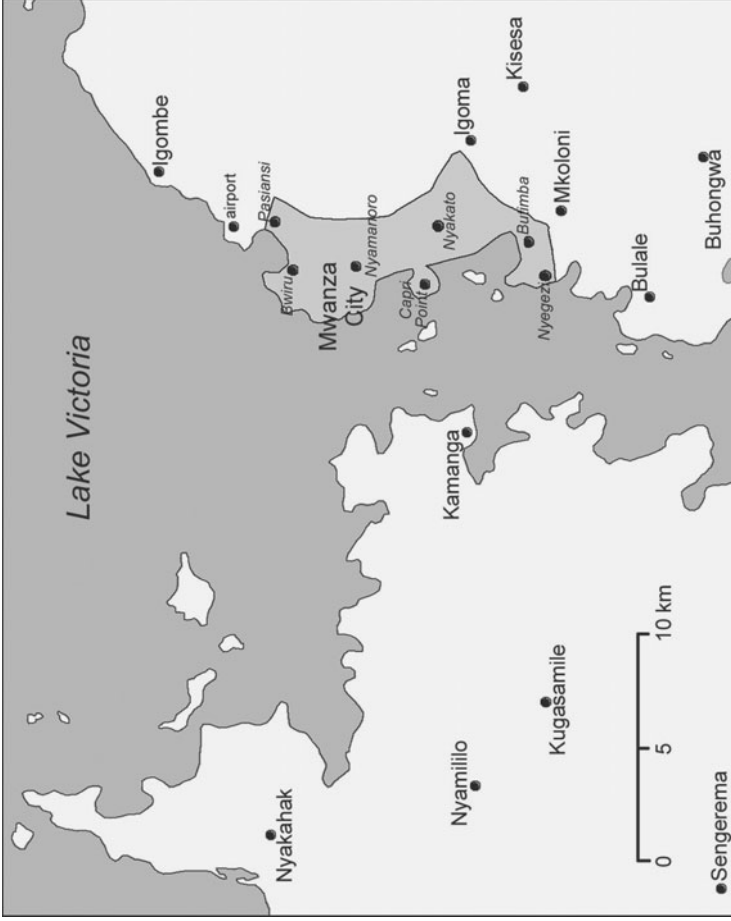 Lake Victoria
Igombe
airport
Pasiansi
Bwiru
Mwanza
City
Nyamanoro
Capri
Point
Nyakato
Igoma
Kisesa
Butimba
Nyegezi
Mkoloni
Bulale
Buhongwa
Kamanga
Nyakahak
Nyamililo
Kugasamile
Sengerema
0
5
10 km